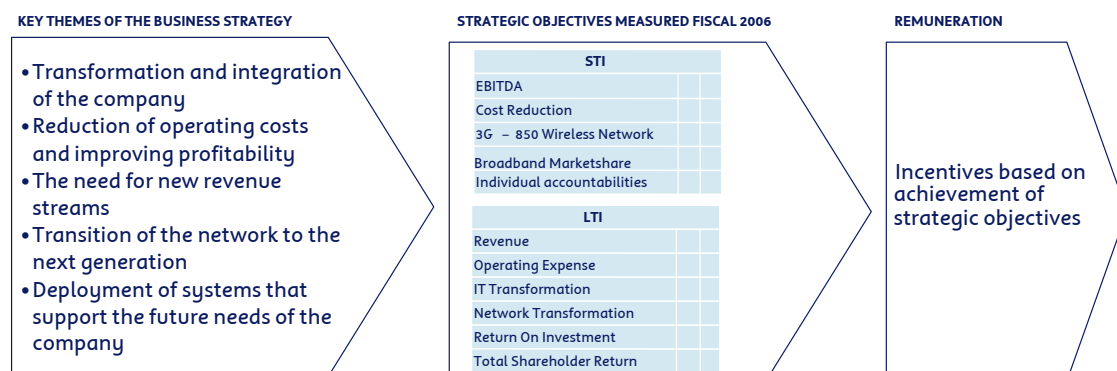 KEY THEMES OF THE BUSINESS STRATEGY
• Transformation and integration
of the company
• Reduction of operating costs
and improving profitability
• The need for new revenue
streams
• Transition of the network to the
next generation
• Deployment of systems that
support the future needs of the
company
STRATEGIC OBJECTIVES MEASURED FISCAL 2006
STI
EBITDA
Cost Reduction
3G – 850 Wireless Network
Broadband Marketshare
Individual accountabilities
LTI
Revenue
Operating Expense
IT Transformation
Network Transformation
Return On Investment
Total Shareholder Return
REMUNERATION
Incentives based on
achievement of
strategic objectives